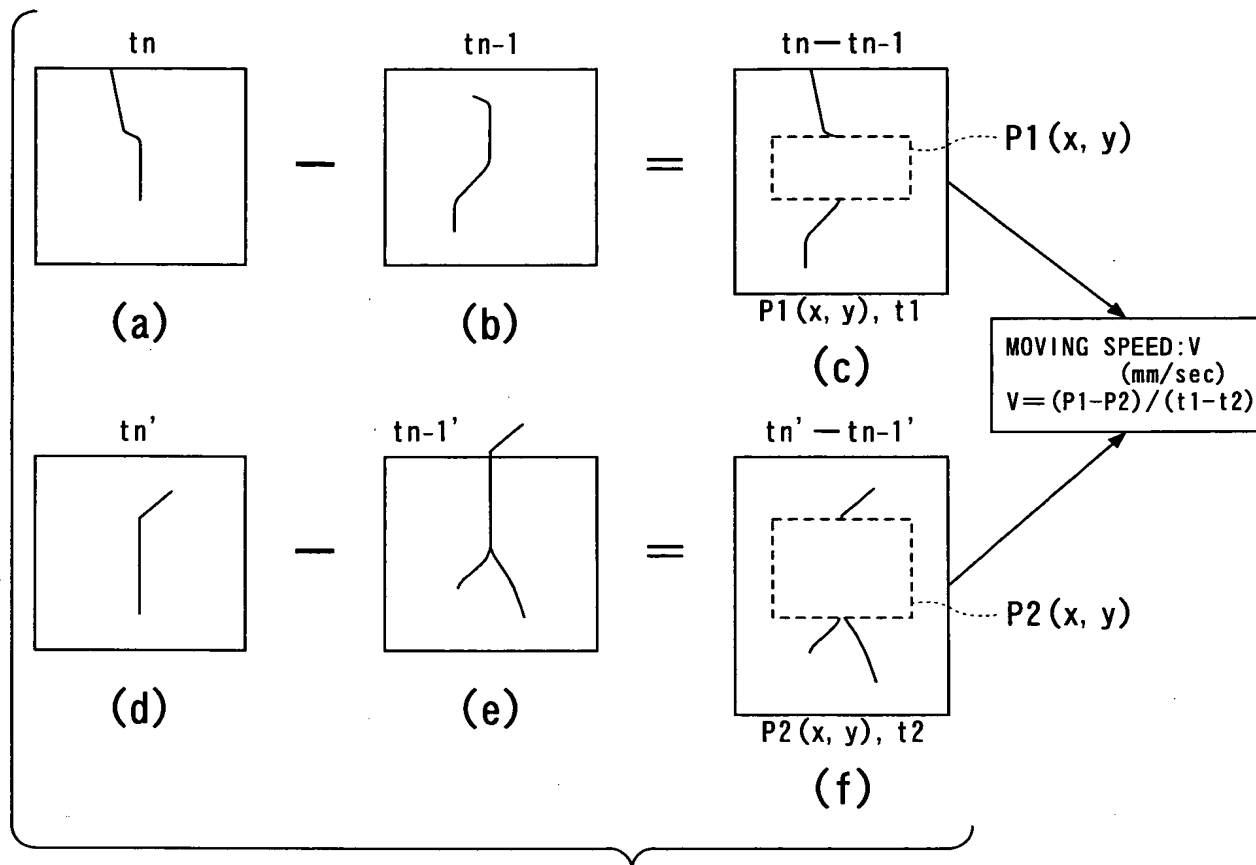 tn
tn-1
tn—tn-1
— =
P1(x, y)
(a)
(b)
P1(x, y), t1
(c)
MOVING SPEED:V
(mm/sec)
V=(P1-P2)/(t1-t2)
tn'
tn-1'
tn'—tn-1'
— =
P2(x, y)
(d)
(e)
P2(x, y), t2
(f)